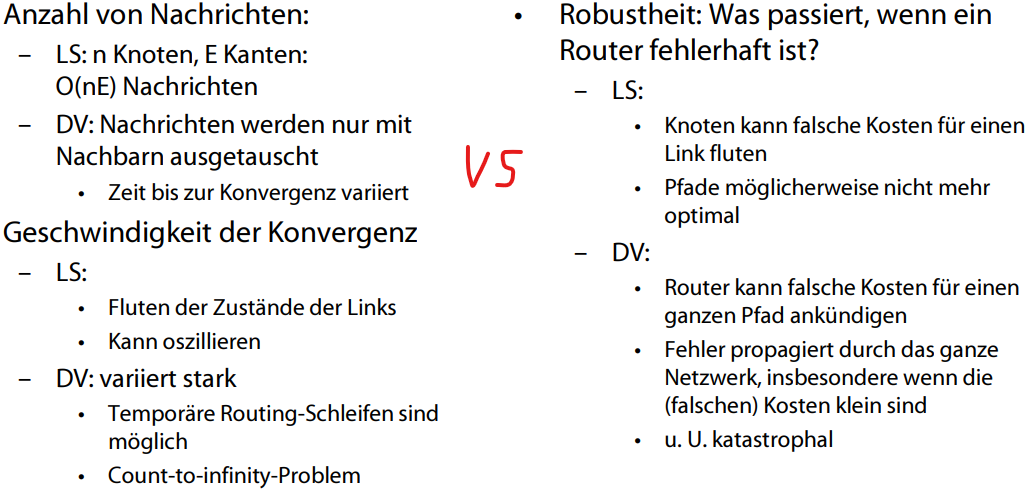 Anzahl von Nachrichten:
– LS: n Knoten, E Kanten:
O(nE) Nachrichten
– DV: Nachrichten werden nur mit
Nachbarn ausgetauscht
• Zeit bis zur Konvergenz variiert
Geschwindigkeit der Konvergenz
– LS:
• Fluten der Zustände der Links
• Kann oszillieren
– DV: variiert stark
• Temporäre Routing-Schleifen sind
möglich
• Count-to-infinity-Problem
VS
• Robustheit: Was passiert, wenn ein
Router fehlerhaft ist?
– LS:
• Knoten kann falsche Kosten für einen
Link fluten
• Pfade möglicherweise nicht mehr
optimal
– DV:
• Router kann falsche Kosten für einen
ganzen Pfad ankündigen
• Fehler propagiert durch das ganze
Netzwerk, insbesondere wenn die
(falschen) Kosten klein sind
• u. U. katastrophal